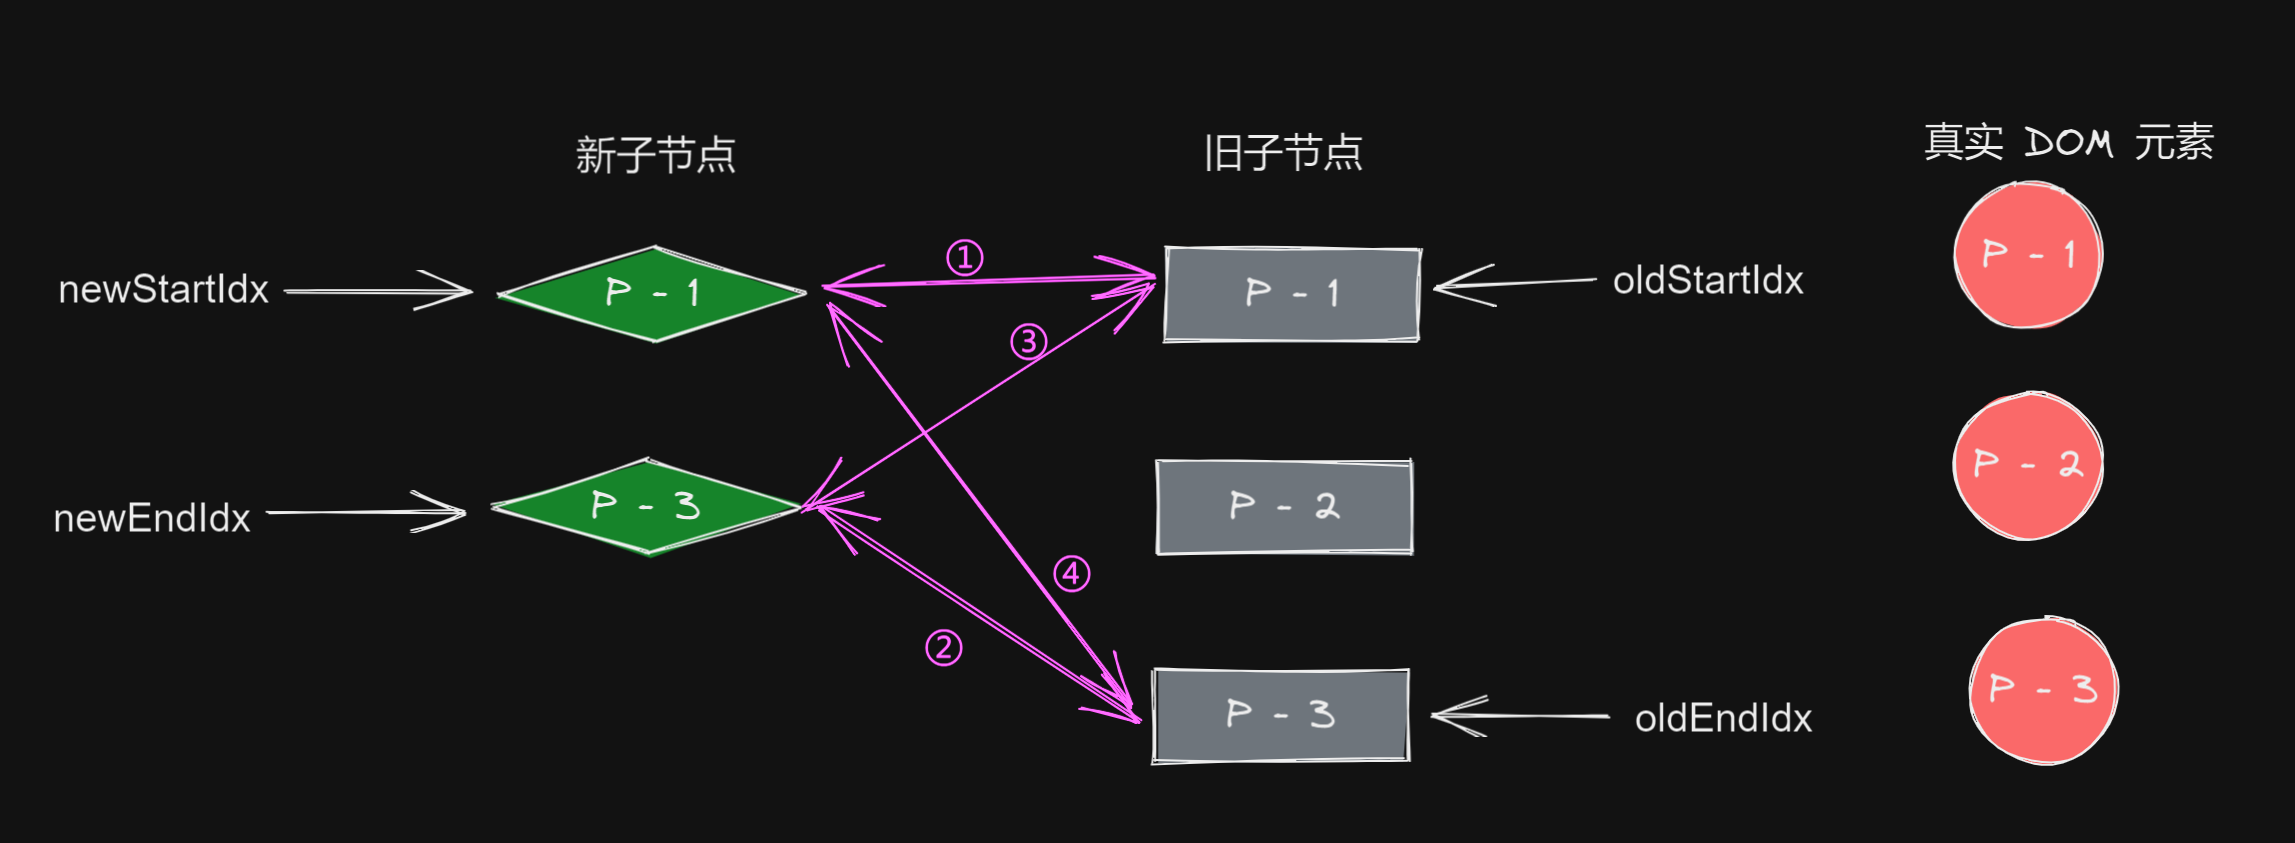 新子节点
旧子节点
真实 DOM 元素
newStartIdx
P - 1
①
P - 1
oldStartIdx
P - 1
③
newEndIdx
P - 3
P - 2
P - 2
④
②
P - 3
oldEndIdx
P - 3